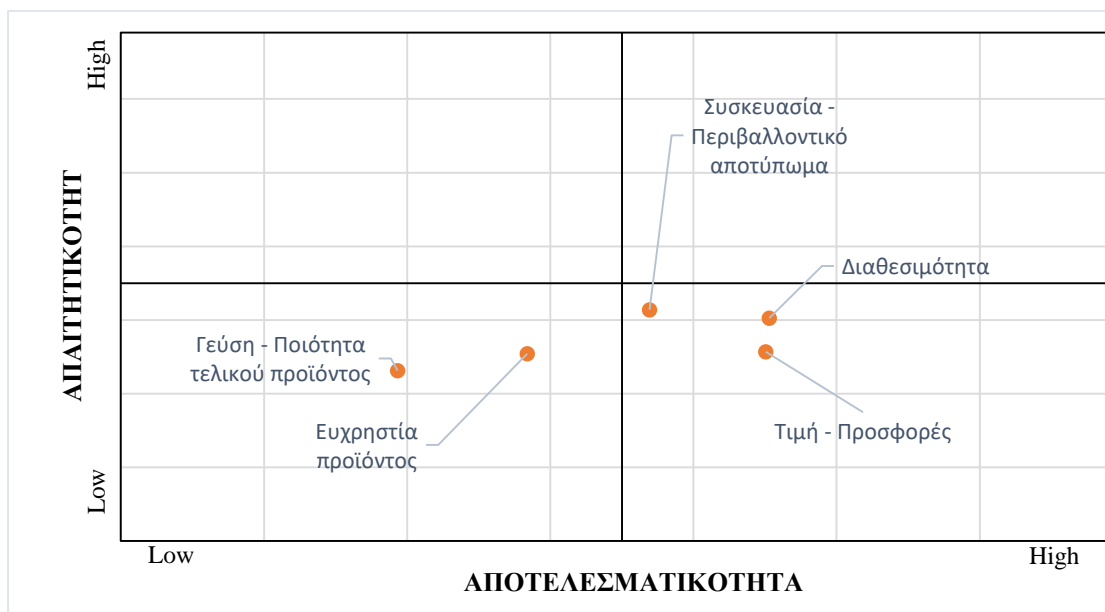 High
Συσκευασία -
Περιβαλλοντικό
αποτύπωμα
Διαθεσιμότητα
ΑΠΑΙΤΗΤΙΚΟΤΗΤ
Γεύση - Ποιότητα
τελικού προϊόντος
Ευχρηστία
προϊόντος
Τιμή - Προσφορές
Low
Low
High
ΑΠΟΤΕΛΕΣΜΑΤΙΚΟΤΗΤΑ